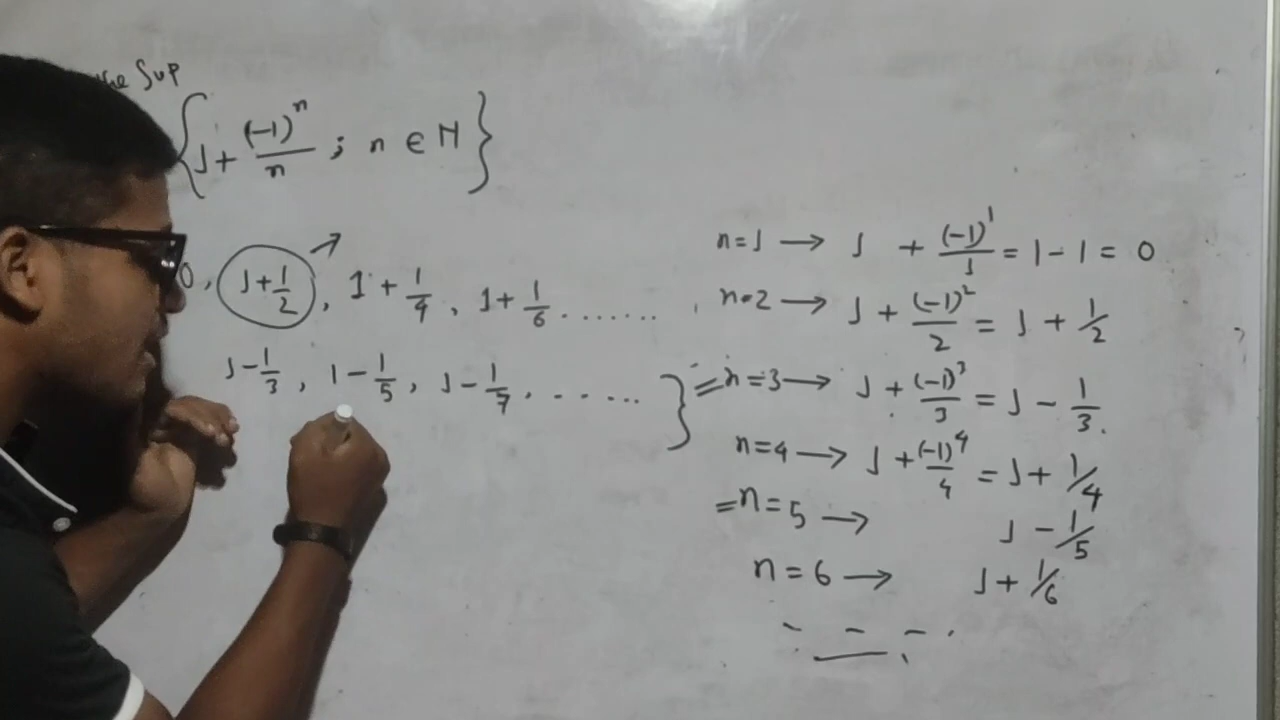 the Sup
{1 + (-1)^n/n ; n ∈ N}
0, 1+1/2, 1+1/4, 1+1/6 .......
1-1/3, 1-1/5, 1-1/7, ...... }
n=1 → 1 + (-1)^1/1 = 1-1 = 0
n=2 → 1 + (-1)^2/2 = 1 + 1/2
n=3 → 1 + (-1)^3/3 = 1 - 1/3.
n=4 → 1 + (-1)^4/4 = 1 + 1/4
n=5 → 1 - 1/5
n=6 → 1 + 1/6